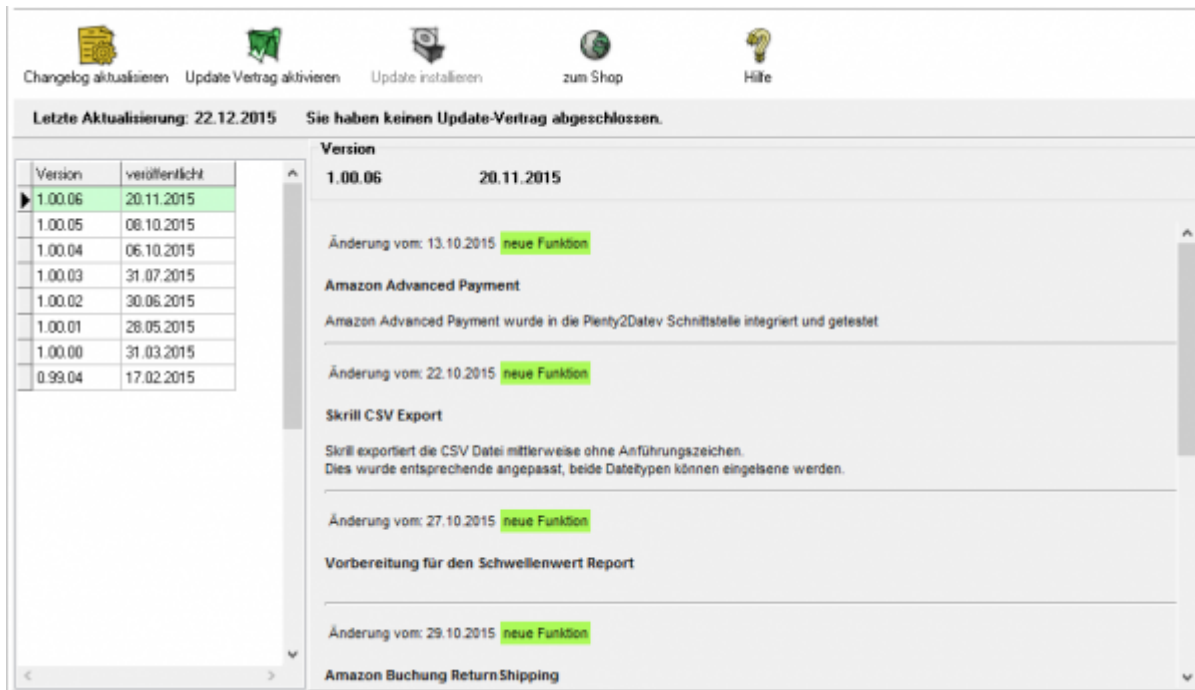 Changelog aktualisieren Update Vertrag aktivieren Update installieren zum Shop Hilfe
Letzte Aktualisierung: 22.12.2015 Sie haben keinen Update-Vertrag abgeschlossen.
Version veröffentlicht
1.00.06 20.11.2015
1.00.05 08.10.2015
1.00.04 06.10.2015
1.00.03 31.07.2015
1.00.02 30.06.2015
1.00.01 28.05.2015
1.00.00 31.03.2015
0.99.04 17.02.2015
Version
1.00.06 20.11.2015
Änderung vom: 13.10.2015 neue Funktion
Amazon Advanced Payment
Amazon Advanced Payment wurde in die Plenty2Datev Schnittstelle integriert und getestet
Änderung vom: 22.10.2015 neue Funktion
Skrill CSV Export
Skrill exportiert die CSV Datei mittlerweise ohne Anführungszeichen.
Dies wurde entsprechende angepasst, beide Dateitypen können eingelsene werden.
Änderung vom: 27.10.2015 neue Funktion
Vorbereitung für den Schwellenwert Report
Änderung vom: 29.10.2015 neue Funktion
Amazon Buchung ReturnShipping